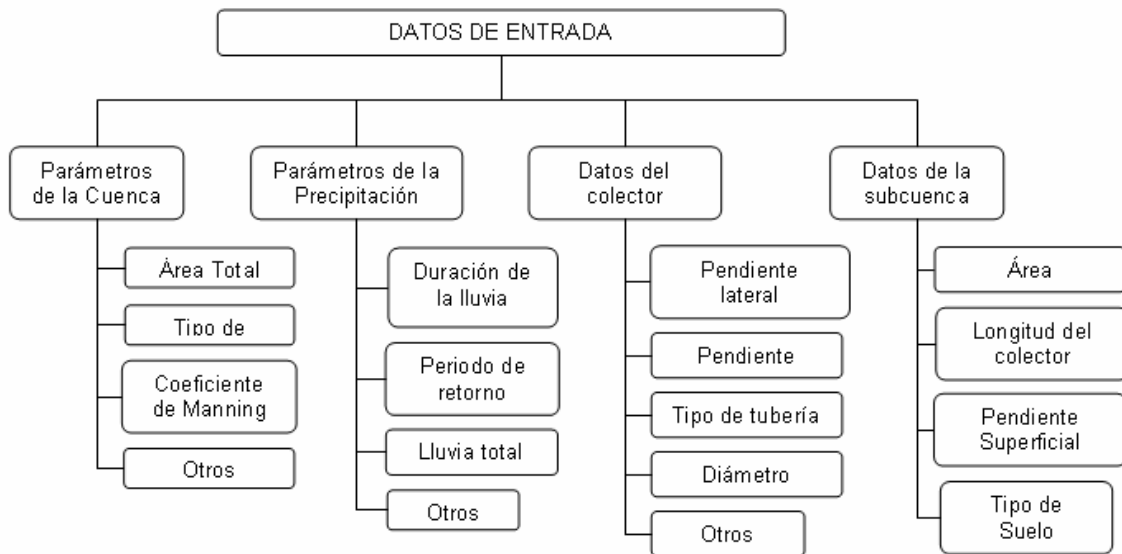 DATOS DE ENTRADA
Parámetros
de la Cuenca
Área Total
Tipo de
Coeficiente
de Manning
Otros
Parámetros de la
Precipitación
Duración de
la lluvia
Periodo de
retorno
Lluvia total
Otros
Datos del
colector
Pendiente
lateral
Pendiente
Tipo de tubería
Diámetro
Otros
Datos de la
subcuenca
Área
Longitud del
colector
Pendiente
Superficial
Tipo de
Suelo